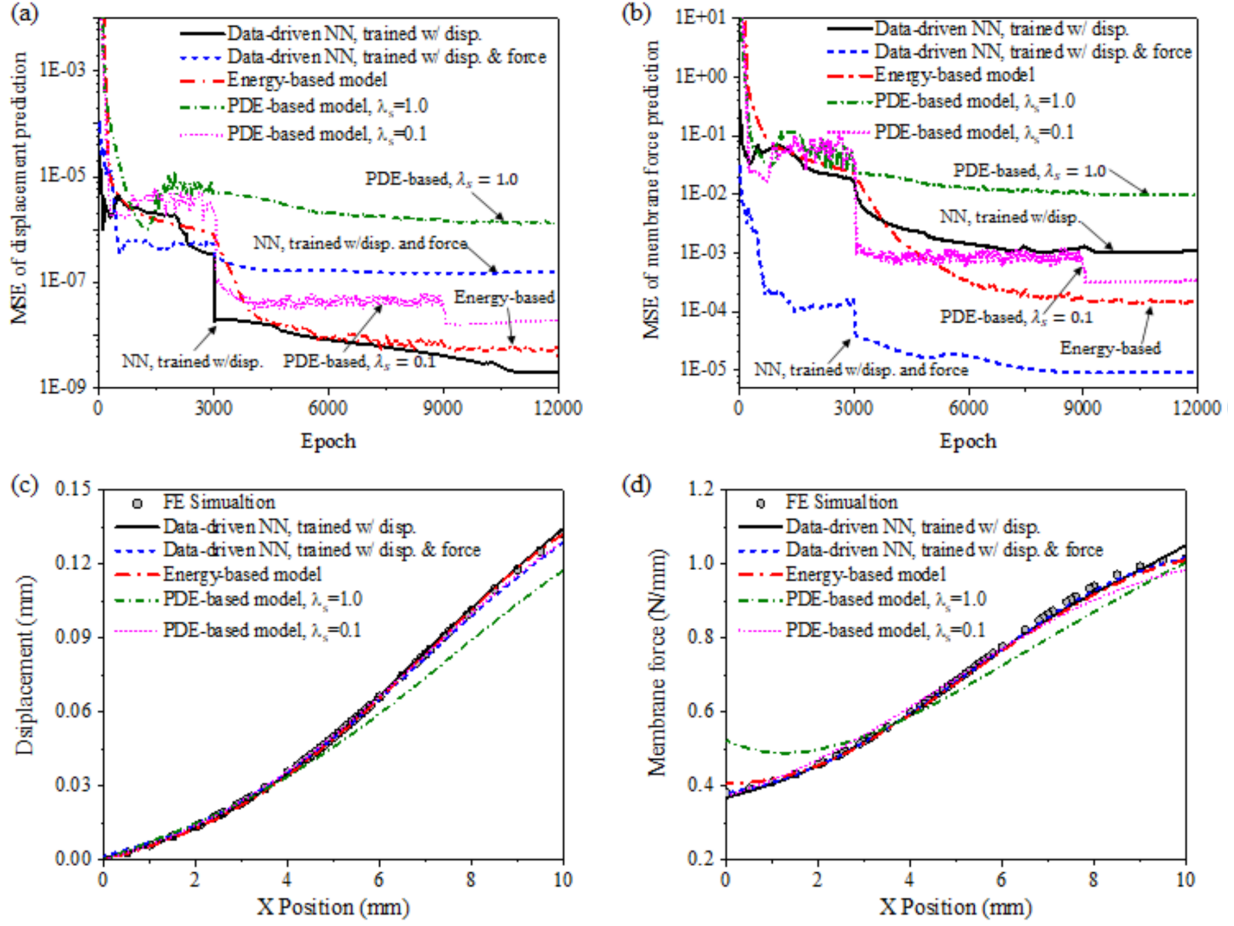 (a)
Data-driven NN, trained w/ disp.
Data-driven NN, trained w/ disp. & force
Energy-based model
PDE-based model, λs=1.0
PDE-based model, λs=0.1
1E-03
1E-05
1E-07
1E-09
MSE of displacement prediction
PDE-based, λs = 1.0
NN, trained w/disp. and force
Energy-based
NN, trained w/disp.
PDE-based, λs = 0.1
0 3000 6000 9000 12000
Epoch
(b)
Data-driven NN, trained w/ disp.
Data-driven NN, trained w/ disp. & force
Energy-based model
PDE-based model, λs=1.0
PDE-based model, λs=0.1
1E+01
1E+00
1E-01
1E-02
1E-03
1E-04
1E-05
MSE of membrane force prediction
PDE-based, λs = 1.0
NN, trained w/disp.
PDE-based, λs = 0.1
Energy-based
NN, trained w/disp. and force
0 3000 6000 9000 12000
Epoch
(c)
FE Simualtion
Data-driven NN, trained w/ disp.
Data-driven NN, trained w/ disp. & force
Energy-based model
PDE-based model, λs=1.0
PDE-based model, λs=0.1
0.15
0.12
0.09
0.06
0.03
0.00
Dsiplacement (mm)
0 2 4 6 8 10
X Position (mm)
(d)
FE Simualtion
Data-driven NN, trained w/ disp.
Data-driven NN, trained w/ disp. & force
Energy-based model
PDE-based model, λs=1.0
PDE-based model, λs=0.1
1.2
1.0
0.8
0.6
0.4
0.2
Membrane force (N/mm)
0 2 4 6 8 10
X Position (mm)